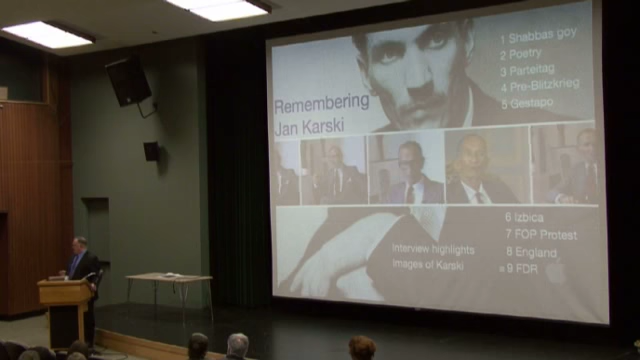 Remembering
Jan Karski
1 Shabbas goy
2 Poetry
3 Parteitag
4 Pre-Blitzkrieg
5 Gestapo
6 Izbica
7 FOP Protest
8 England
9 FDR
Interview highlights
Images of Karski